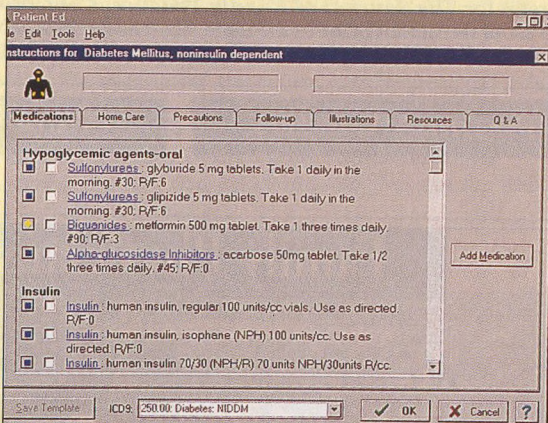 Patient Ed
Edit Tools Help
Instructions for Diabetes Mellitus, noninsulin dependent
Medications Home Care Precautions Follow-up Illustrations Resources Q & A
Hypoglycemic agents-oral
Sulfonylureas : glyburide 5 mg tablets. Take 1 daily in the
morning. #30; R/F:6
Sulfonylureas : glipizide 5 mg tablets. Take 1 daily in the
morning. #30; R/F:6
Biguanides : metformin 500 mg tablet. Take 1 three times daily.
#90; R/F:3
Alpha-glucosidase Inhibitors : acarbose 50mg tablet. Take 1/2
three times daily. #45; R/F:0
Add Medication
Insulin
Insulin : human insulin, regular 100 units/cc vials. Use as directed.
R/F:0
Insulin : human insulin, isophane (NPH) 100 units/cc. Use as
directed. R/F:0
Insulin : human insulin 70/30 (NPH/R) 70 units NPH/30units R/cc.
Save Template ICD9: 250.00: Diabetes: NIDDM OK Cancel ?